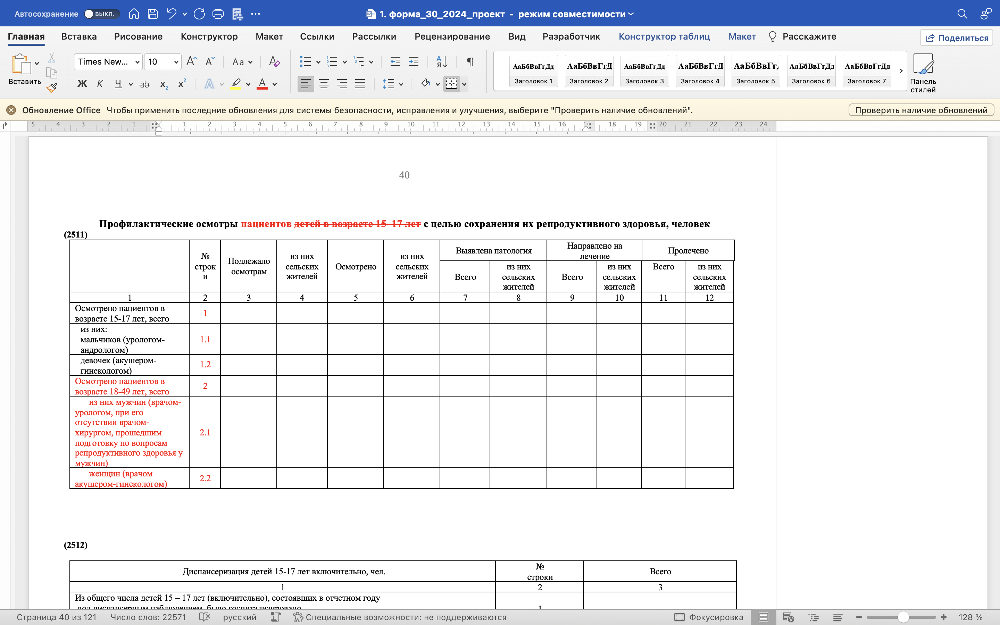 Автосохранение ВЫКЛ. 1. форма_30_2024_проект - режим совместимости
Главная Вставка Рисование Конструктор Макет Ссылки Рассылки Рецензирование Вид Разработчик Конструктор таблиц Макет Расскажите Поделиться
Вставить
Times New... 10
АаБбВвГгДд АаБбВвГгД АаБбВвГгДд АаБбВвГгД АаБбВвГг, АаБбВвГгДд АаБбВвГгДд
Заголовок 1 Заголовок 2 Заголовок 3 Заголовок 4 Заголовок 5 Заголовок 6 Заголовок 7
Панель
стилей
Ж К Ч ab x₂ x² A A
Обновление Office Чтобы применить последние обновления для системы безопасности, исправления и улучшения, выберите "Проверить наличие обновлений". Проверить наличие обновлений
5 4 3 2 1 1 2 3 4 5 6 7 8 9 10 11 12 13 14 15 16 18 19 20 21 22 23 24
40
Профилактические осмотры пациентов детей в возрасте 15–17 лет с целью сохранения их репродуктивного здоровья, человек
(2511)
№
строк
и
Подлежало
осмотрам
из них
сельских
жителей
Осмотрено
из них
сельских
жителей
Выявлена патология
Направлено на
лечение
Пролечено
Всего
из них
сельских
жителей
Всего
из них
сельских
жителей
Всего
из них
сельских
жителей
1 2 3 4 5 6 7 8 9 10 11 12
Осмотрено пациентов в
возрасте 15-17 лет, всего
1
из них:
мальчиков (урологом-
андрологом)
1.1
девочек (акушером-
гинекологом)
1.2
Осмотрено пациентов в
возрасте 18-49 лет, всего
2
из них мужчин (врачом-
урологом, при его
отсутствии врачом-
хирургом, прошедшим
подготовку по вопросам
репродуктивного здоровья у
мужчин)
2.1
женщин (врачом
акушером-гинекологом)
2.2
(2512)
Диспансеризация детей 15-17 лет включительно, чел.
№
строки
Всего
1 2 3
Из общего числа детей 15 – 17 лет (включительно), состоявших в отчетном году
под диспансерным наблюдением, было госпитализировано
1
Страница 40 из 121 Число слов: 22571 русский Специальные возможности: не поддерживаются Фокусировка 128 %